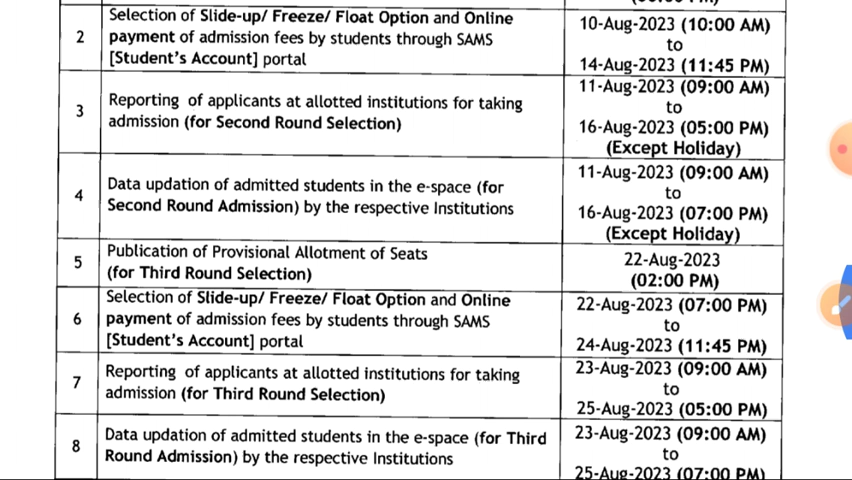 2
Selection of Slide-up/ Freeze/ Float Option and Online
payment of admission fees by students through SAMS
[Student's Account] portal
10-Aug-2023 (10:00 AM)
to
14-Aug-2023 (11:45 PM)
3
Reporting of applicants at allotted institutions for taking
admission (for Second Round Selection)
11-Aug-2023 (09:00 AM)
to
16-Aug-2023 (05:00 PM)
(Except Holiday)
4
Data updation of admitted students in the e-space (for
Second Round Admission) by the respective Institutions
11-Aug-2023 (09:00 AM)
to
16-Aug-2023 (07:00 PM)
(Except Holiday)
5
Publication of Provisional Allotment of Seats
(for Third Round Selection)
22-Aug-2023
(02:00 PM)
6
Selection of Slide-up/ Freeze/ Float Option and Online
payment of admission fees by students through SAMS
[Student's Account] portal
22-Aug-2023 (07:00 PM)
to
24-Aug-2023 (11:45 PM)
7
Reporting of applicants at allotted institutions for taking
admission (for Third Round Selection)
23-Aug-2023 (09:00 AM)
to
25-Aug-2023 (05:00 PM)
8
Data updation of admitted students in the e-space (for Third
Round Admission) by the respective Institutions
23-Aug-2023 (09:00 AM)
to
25-Aug-2023 (07:00 PM)